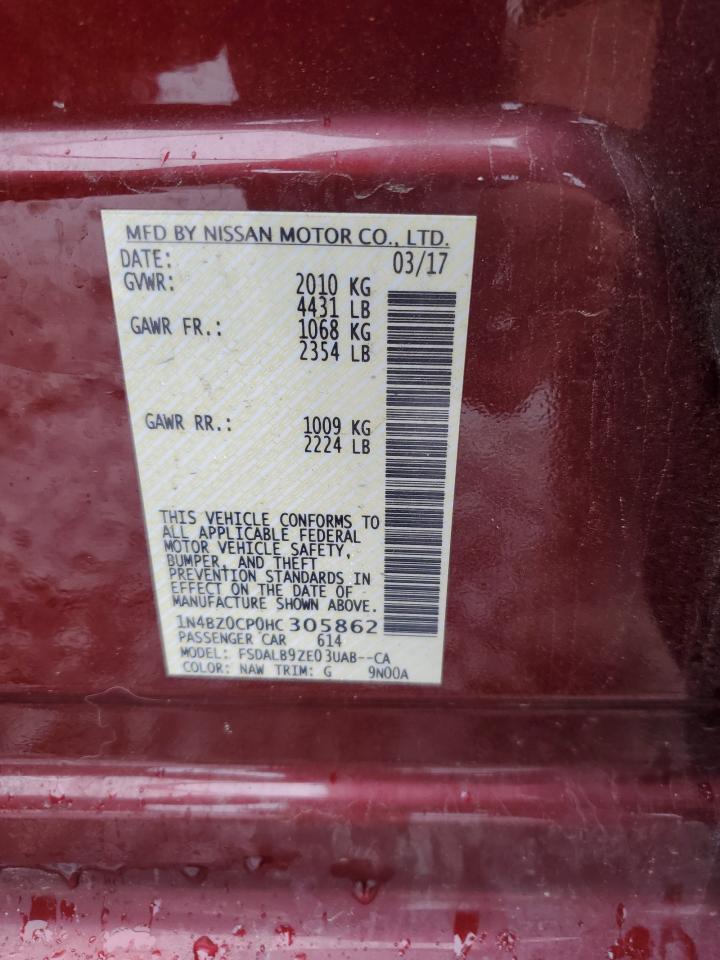 MFD BY NISSAN MOTOR CO., LTD.
DATE: 03/17
GVWR: 2010 KG
4431 LB
GAWR FR.: 1068 KG
2354 LB
GAWR RR.: 1009 KG
2224 LB
THIS VEHICLE CONFORMS TO
ALL APPLICABLE FEDERAL
MOTOR VEHICLE SAFETY,
BUMPER, AND THEFT
PREVENTION STANDARDS IN
EFFECT ON THE DATE OF
MANUFACTURE SHOWN ABOVE.
1N4BZ0CP0HC 305862
PASSENGER CAR 614
MODEL: FSDALB9ZE03UAB--CA
COLOR: NAW TRIM: G 9N00A